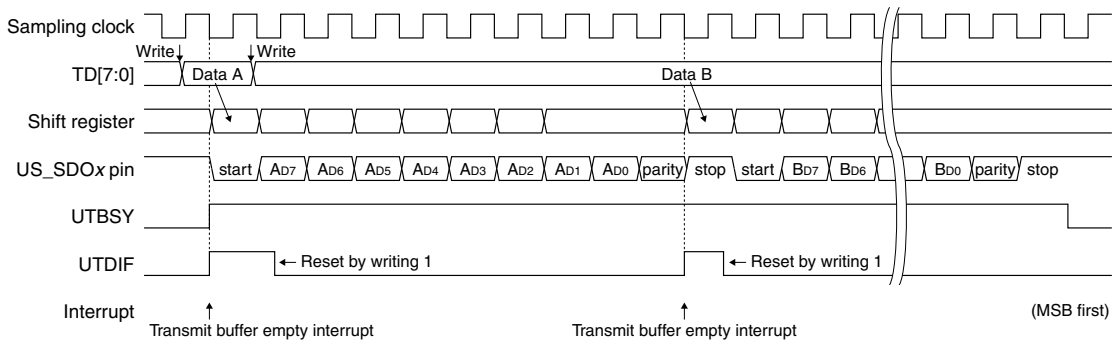 Sampling clock
Write Write
TD[7:0] Data A Data B
Shift register
US_SDOx pin start AD7 AD6 AD5 AD4 AD3 AD2 AD1 AD0 parity stop start BD7 BD6 BD0 parity stop
UTBSY
UTDIF Reset by writing 1 Reset by writing 1
Interrupt (MSB first)
Transmit buffer empty interrupt Transmit buffer empty interrupt